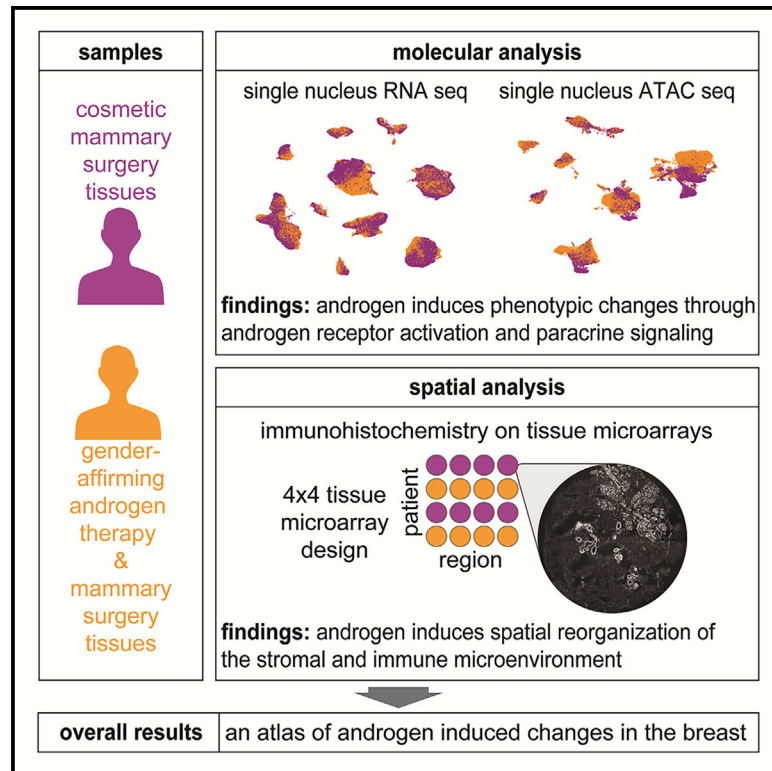 samples
cosmetic
mammary
surgery
tissues
gender-
affirming
androgen
therapy
&
mammary
surgery
tissues
molecular analysis
single nucleus RNA seq
single nucleus ATAC seq
findings: androgen induces phenotypic changes through
androgen receptor activation and paracrine signaling
spatial analysis
immunohistochemistry on tissue microarrays
4x4 tissue
microarray
design
patient
region
findings: androgen induces spatial reorganization of
the stromal and immune microenvironment
overall results
an atlas of androgen induced changes in the breast